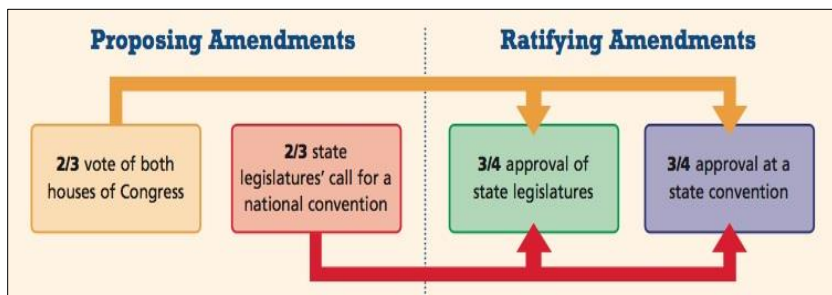 Proposing Amendments
Ratifying Amendments
2/3 vote of both
houses of Congress
2/3 state
legislatures' call for a
national convention
3/4 approval of
state legislatures
3/4 approval at a
state convention